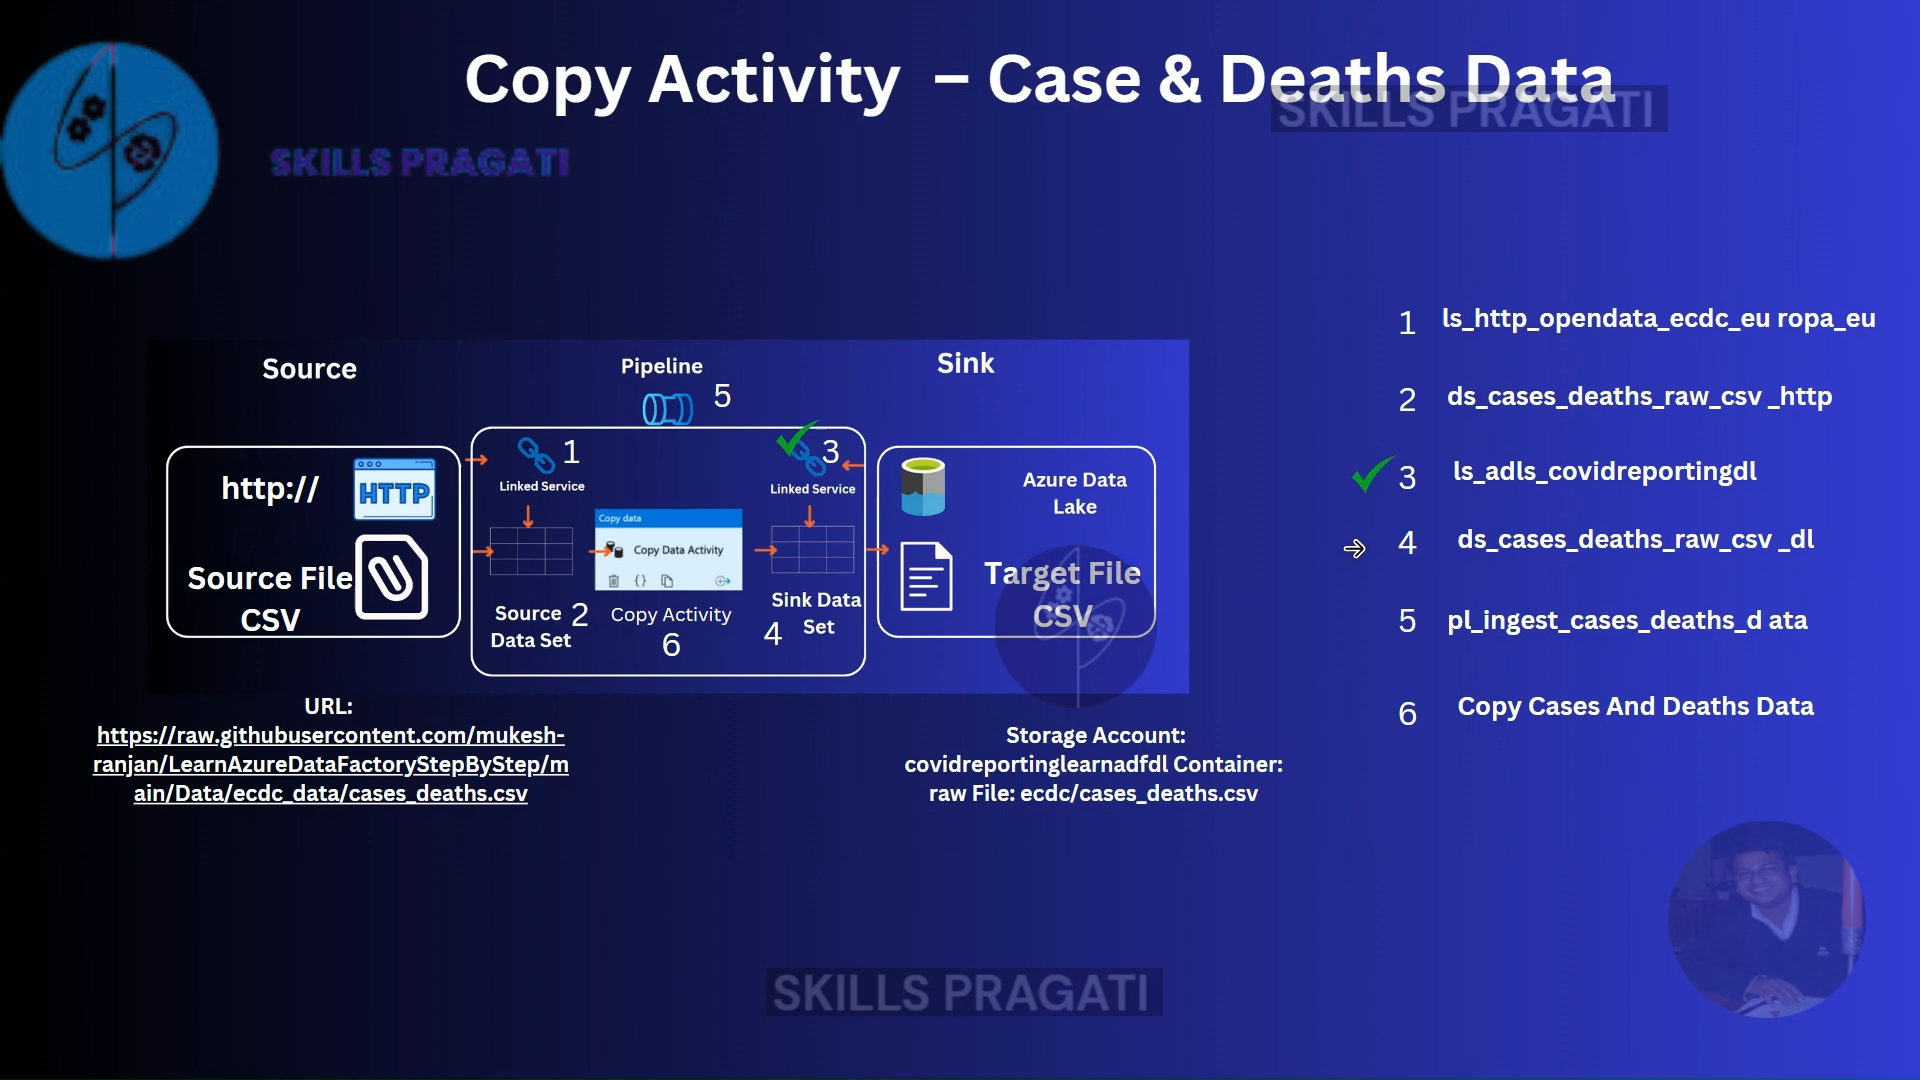 Copy Activity – Case & Deaths Data
SKILLS PRAGATI
SKILLS PRAGATI
Source
Pipeline
5
Sink
http://
HTTP
Source File
CSV
1
Linked Service
3
Linked Service
Copy data
Copy Data Activity
{}
Source
Data Set
2
Copy Activity
6
Sink Data
Set
4
Azure Data
Lake
Target File
CSV
URL:
https://raw.githubusercontent.com/mukesh-
ranjan/LearnAzureDataFactoryStepByStep/m
ain/Data/ecdc_data/cases_deaths.csv
Storage Account:
covidreportinglearnadfdl Container:
raw File: ecdc/cases_deaths.csv
1 ls_http_opendata_ecdc_eu ropa_eu
2 ds_cases_deaths_raw_csv _http
3 ls_adls_covidreportingdl
4 ds_cases_deaths_raw_csv _dl
5 pl_ingest_cases_deaths_d ata
6 Copy Cases And Deaths Data
SKILLS PRAGATI